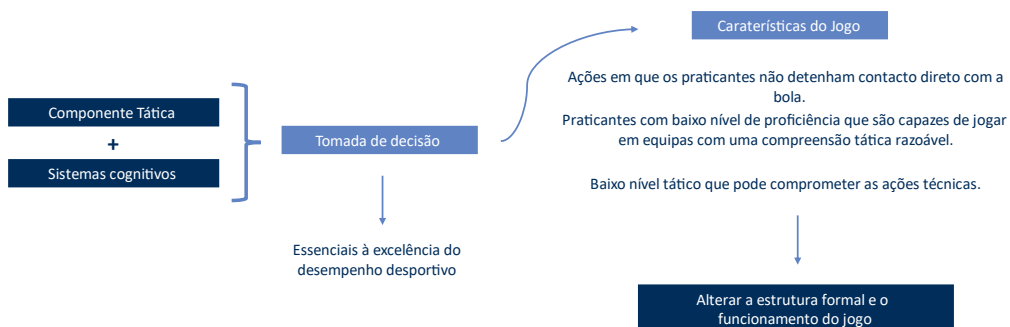 Componente Tática
+
Sistemas cognitivos
Tomada de decisão
Essenciais à excelência do
desempenho desportivo
Caraterísticas do Jogo
Ações em que os praticantes não detenham contacto direto com a
bola.
Praticantes com baixo nível de proficiência que são capazes de jogar
em equipas com uma compreensão tática razoável.
Baixo nível tático que pode comprometer as ações técnicas.
Alterar a estrutura formal e o
funcionamento do jogo